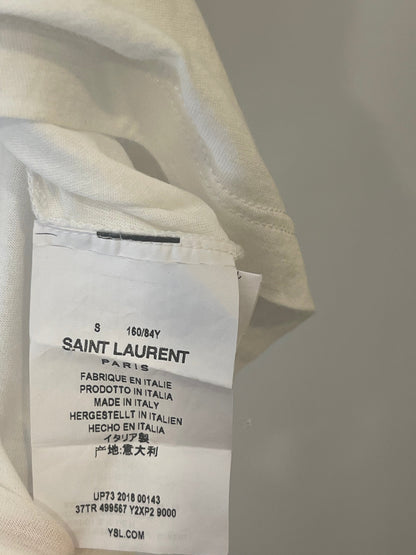 S 160/84Y
SAINT LAURENT
PARIS
FABRIQUE EN ITALIE
PRODOTTO IN ITALIA
MADE IN ITALY
HERGESTELLT IN ITALIEN
HECHO EN ITALIA
イタリア製
产地:意大利
UP73 2018 00143
37TR 499567 Y2XP2 9000
YSL.COM